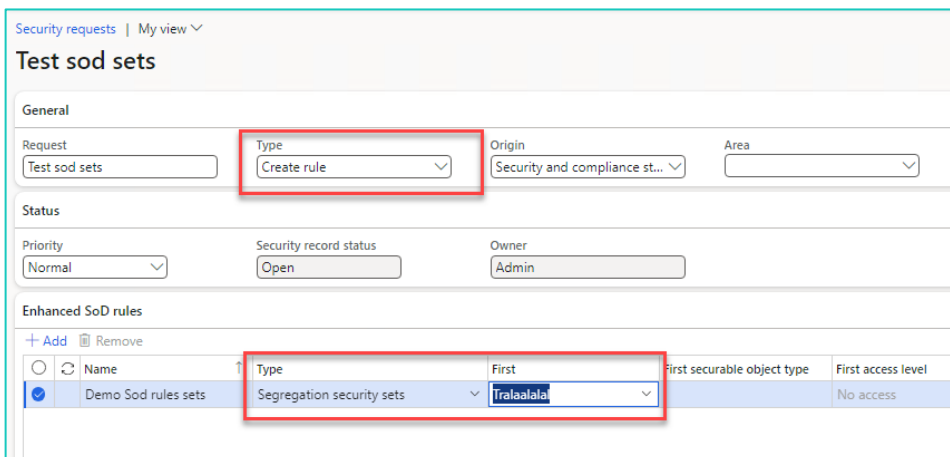 Security requests | My view
Test sod sets
General
Request Type Origin Area
Test sod sets Create rule Security and compliance st...
Status
Priority Security record status Owner
Normal Open Admin
Enhanced SoD rules
+ Add Remove
Name ↑ Type First First securable object type First access level
Demo Sod rules sets Segregation security sets Tralaalalal No access